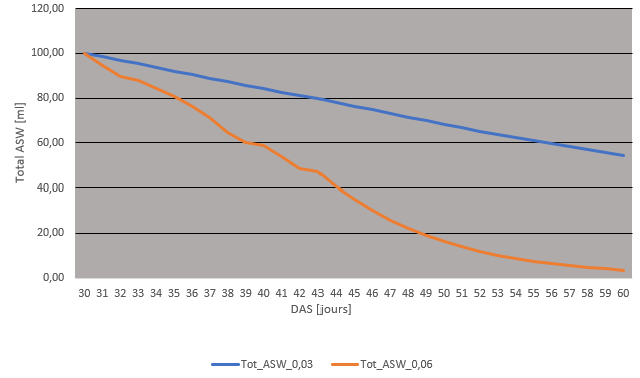 120,00
100,00
80,00
60,00
40,00
20,00
0,00
Total ASW [ml]
30 31 32 33 34 35 36 37 38 39 40 41 42 43 44 45 46 47 48 49 50 51 52 53 54 55 56 57 58 59 60
DAS [jours]
Tot_ASW_0,03 Tot_ASW_0,06